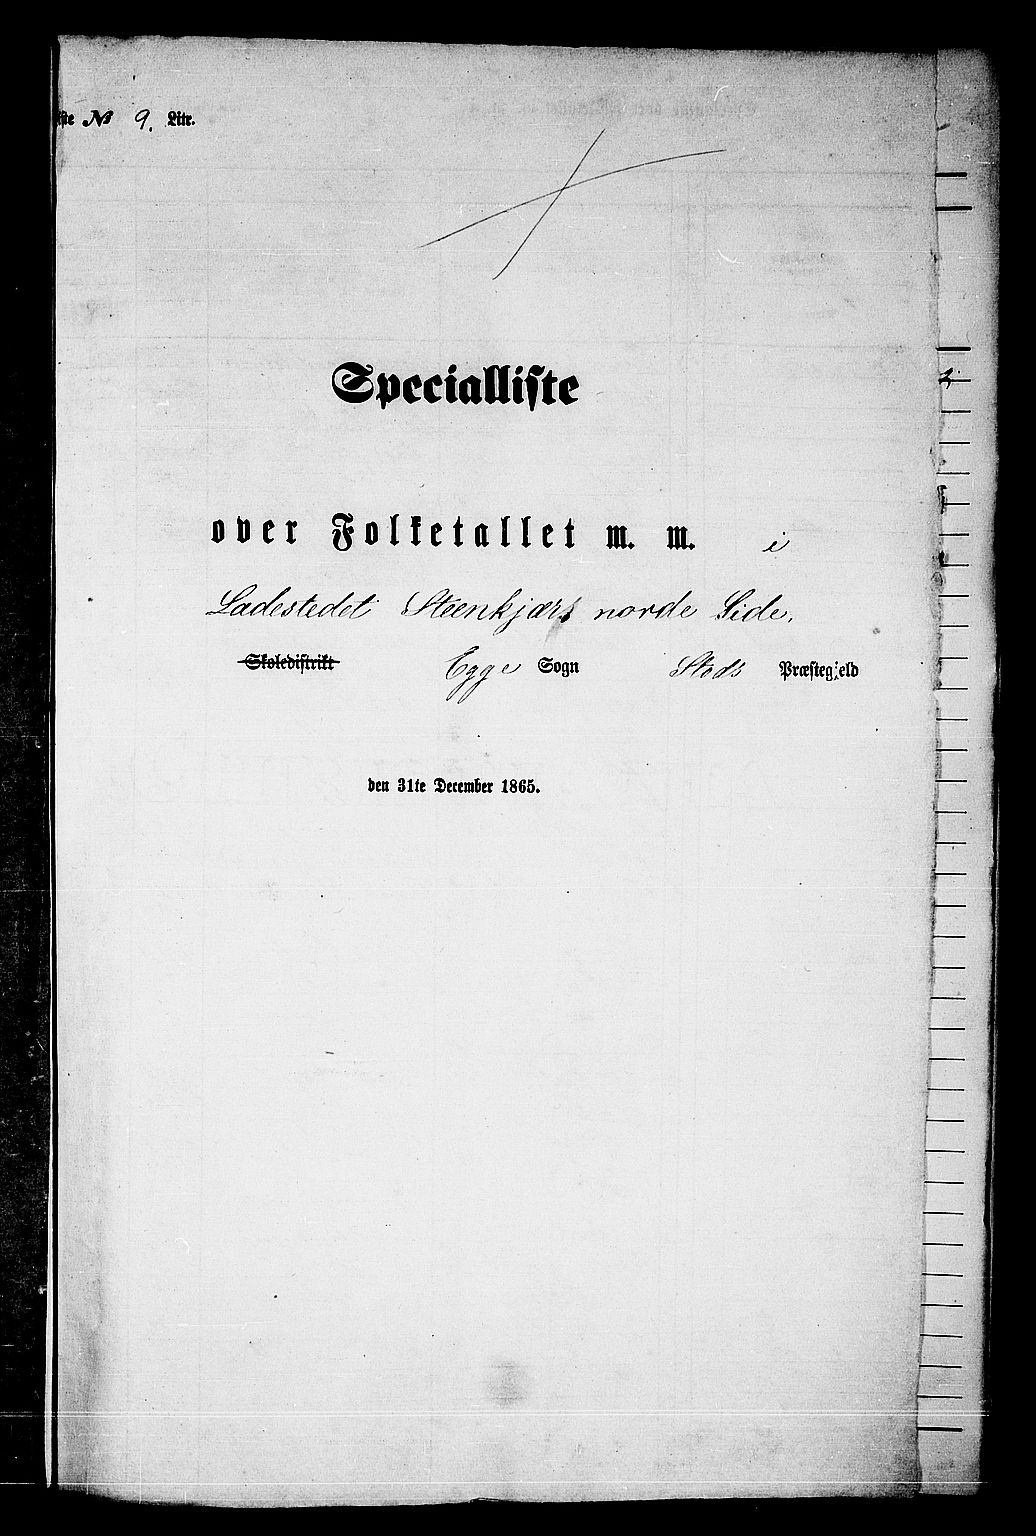 № 9. Litr.
Specialliste
over Folketallet m. m. i
Ladestedet Steenkjærs nordre Side.
Skoledistrikt Egge Sogn Stods Præstegjeld
den 31te December 1865.